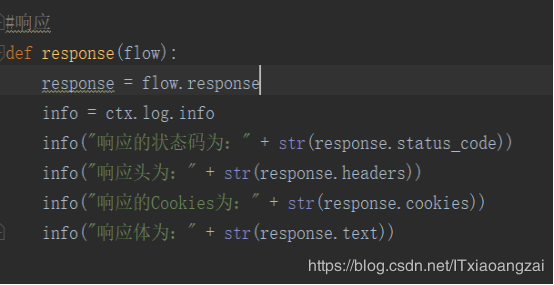 #响应
def response(flow):
    response = flow.response
    info = ctx.log.info
    info("响应的状态码为：" + str(response.status_code))
    info("响应头为：" + str(response.headers))
    info("响应的Cookies为：" + str(response.cookies))
    info("响应体为：" + str(response.text))
https://blog.csdn.net/ITxiaoangzai